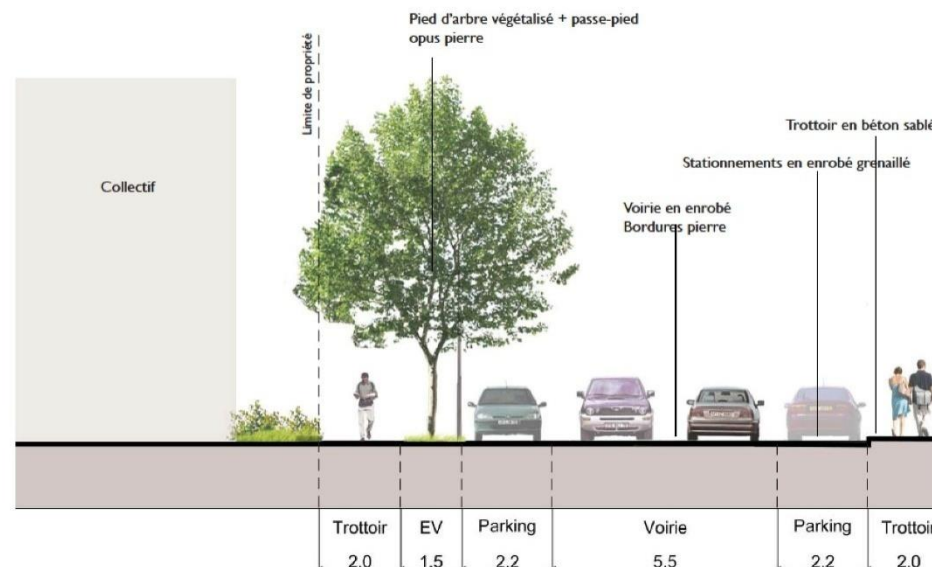 Pied d'arbre végétalisé + passe-pied
opus pierre
Limite de propriété
Trottoir en béton sablé
Stationnements en enrobé grenaillé
Collectif
Voirie en enrobé
Bordures pierre
Trottoir EV Parking Voirie Parking Trottoir
2.0 1.5 2.2 5.5 2.2 2.0